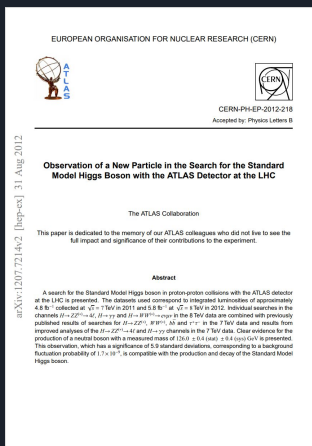 EUROPEAN ORGANISATION FOR NUCLEAR RESEARCH (CERN)
ATLAS
CERN
CERN-PH-EP-2012-218
Accepted by: Physics Letters B
Observation of a New Particle in the Search for the Standard
Model Higgs Boson with the ATLAS Detector at the LHC
The ATLAS Collaboration
This paper is dedicated to the memory of our ATLAS colleagues who did not live to see the
full impact and significance of their contributions to the experiment.
Abstract
A search for the Standard Model Higgs boson in proton-proton collisions with the ATLAS detector
at the LHC is presented. The datasets used correspond to integrated luminosities of approximately
4.8 fb⁻¹ collected at √s = 7 TeV in 2011 and 5.8 fb⁻¹ at √s = 8 TeV in 2012. Individual searches in the
channels H→ZZ⁽*⁾→4ℓ, H→γγ and H→WW⁽*⁾→eνμν in the 8 TeV data are combined with previously
published results of searches for H→ZZ⁽*⁾, WW⁽*⁾, bb̄ and τ⁺τ⁻ in the 7 TeV data and results from
improved analyses of the H→ZZ⁽*⁾→4ℓ and H→γγ channels in the 7 TeV data. Clear evidence for the
production of a neutral boson with a measured mass of 126.0 ± 0.4 (stat) ± 0.4 (sys) GeV is presented.
This observation, which has a significance of 5.9 standard deviations, corresponding to a background
fluctuation probability of 1.7×10⁻⁹, is compatible with the production and decay of the Standard Model
Higgs boson.
arXiv:1207.7214v2 [hep-ex] 31 Aug 2012